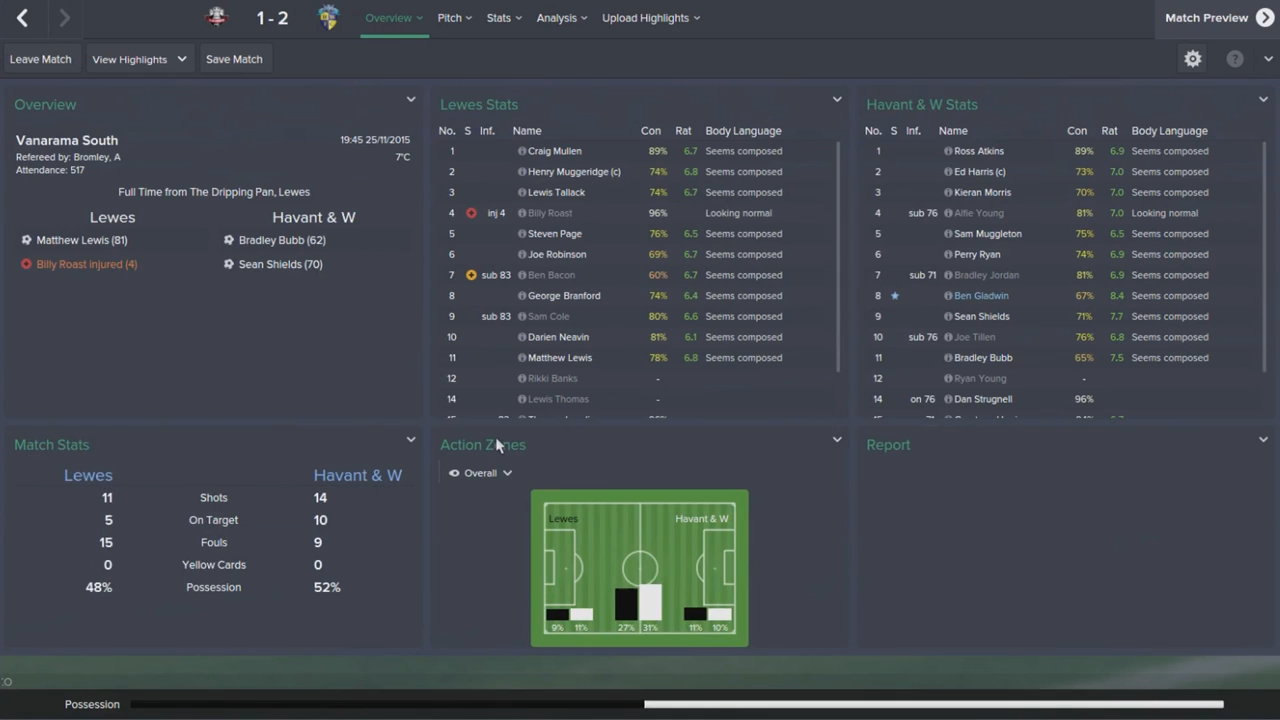 1 - 2 Overview Pitch Stats Analysis Upload Highlights Match Preview
Leave Match View Highlights Save Match ?
Overview
Vanarama South 19:45 25/11/2015
Refereed by: Bromley, A 7°C
Attendance: 517
Full Time from The Dripping Pan, Lewes
Lewes Havant & W
Matthew Lewis (81) Bradley Bubb (62)
Billy Roast injured (4) Sean Shields (70)
Lewes Stats
No. S Inf. Name Con Rat Body Language
1 Craig Mullen 89% 6.7 Seems composed
2 Henry Muggeridge (c) 74% 6.8 Seems composed
3 Lewis Tallack 74% 6.7 Seems composed
4 inj 4 Billy Roast 96% Looking normal
5 Steven Page 76% 6.5 Seems composed
6 Joe Robinson 69% 6.7 Seems composed
7 sub 83 Ben Bacon 60% 6.7 Seems composed
8 George Branford 74% 6.4 Seems composed
9 sub 83 Sam Cole 80% 6.6 Seems composed
10 Darien Neavin 81% 6.1 Seems composed
11 Matthew Lewis 78% 6.8 Seems composed
12 Rikki Banks -
14 Lewis Thomas -
Havant & W Stats
No. S Inf. Name Con Rat Body Language
1 Ross Atkins 89% 6.9 Seems composed
2 Ed Harris (c) 73% 7.0 Seems composed
3 Kieran Morris 70% 7.0 Seems composed
4 sub 76 Alfie Young 81% 7.0 Looking normal
5 Sam Muggleton 75% 6.5 Seems composed
6 Perry Ryan 74% 6.9 Seems composed
7 sub 71 Bradley Jordan 81% 6.9 Seems composed
8 Ben Gladwin 67% 8.4 Seems composed
9 Sean Shields 71% 7.7 Seems composed
10 sub 76 Joe Tillen 76% 6.8 Seems composed
11 Bradley Bubb 65% 7.5 Seems composed
12 Ryan Young -
14 on 76 Dan Strugnell 96%
Match Stats
Lewes Havant & W
11 Shots 14
5 On Target 10
15 Fouls 9
0 Yellow Cards 0
48% Possession 52%
Action Zones
Overall
Lewes Havant & W
9% 11% 27% 31% 11% 10%
Report
Possession